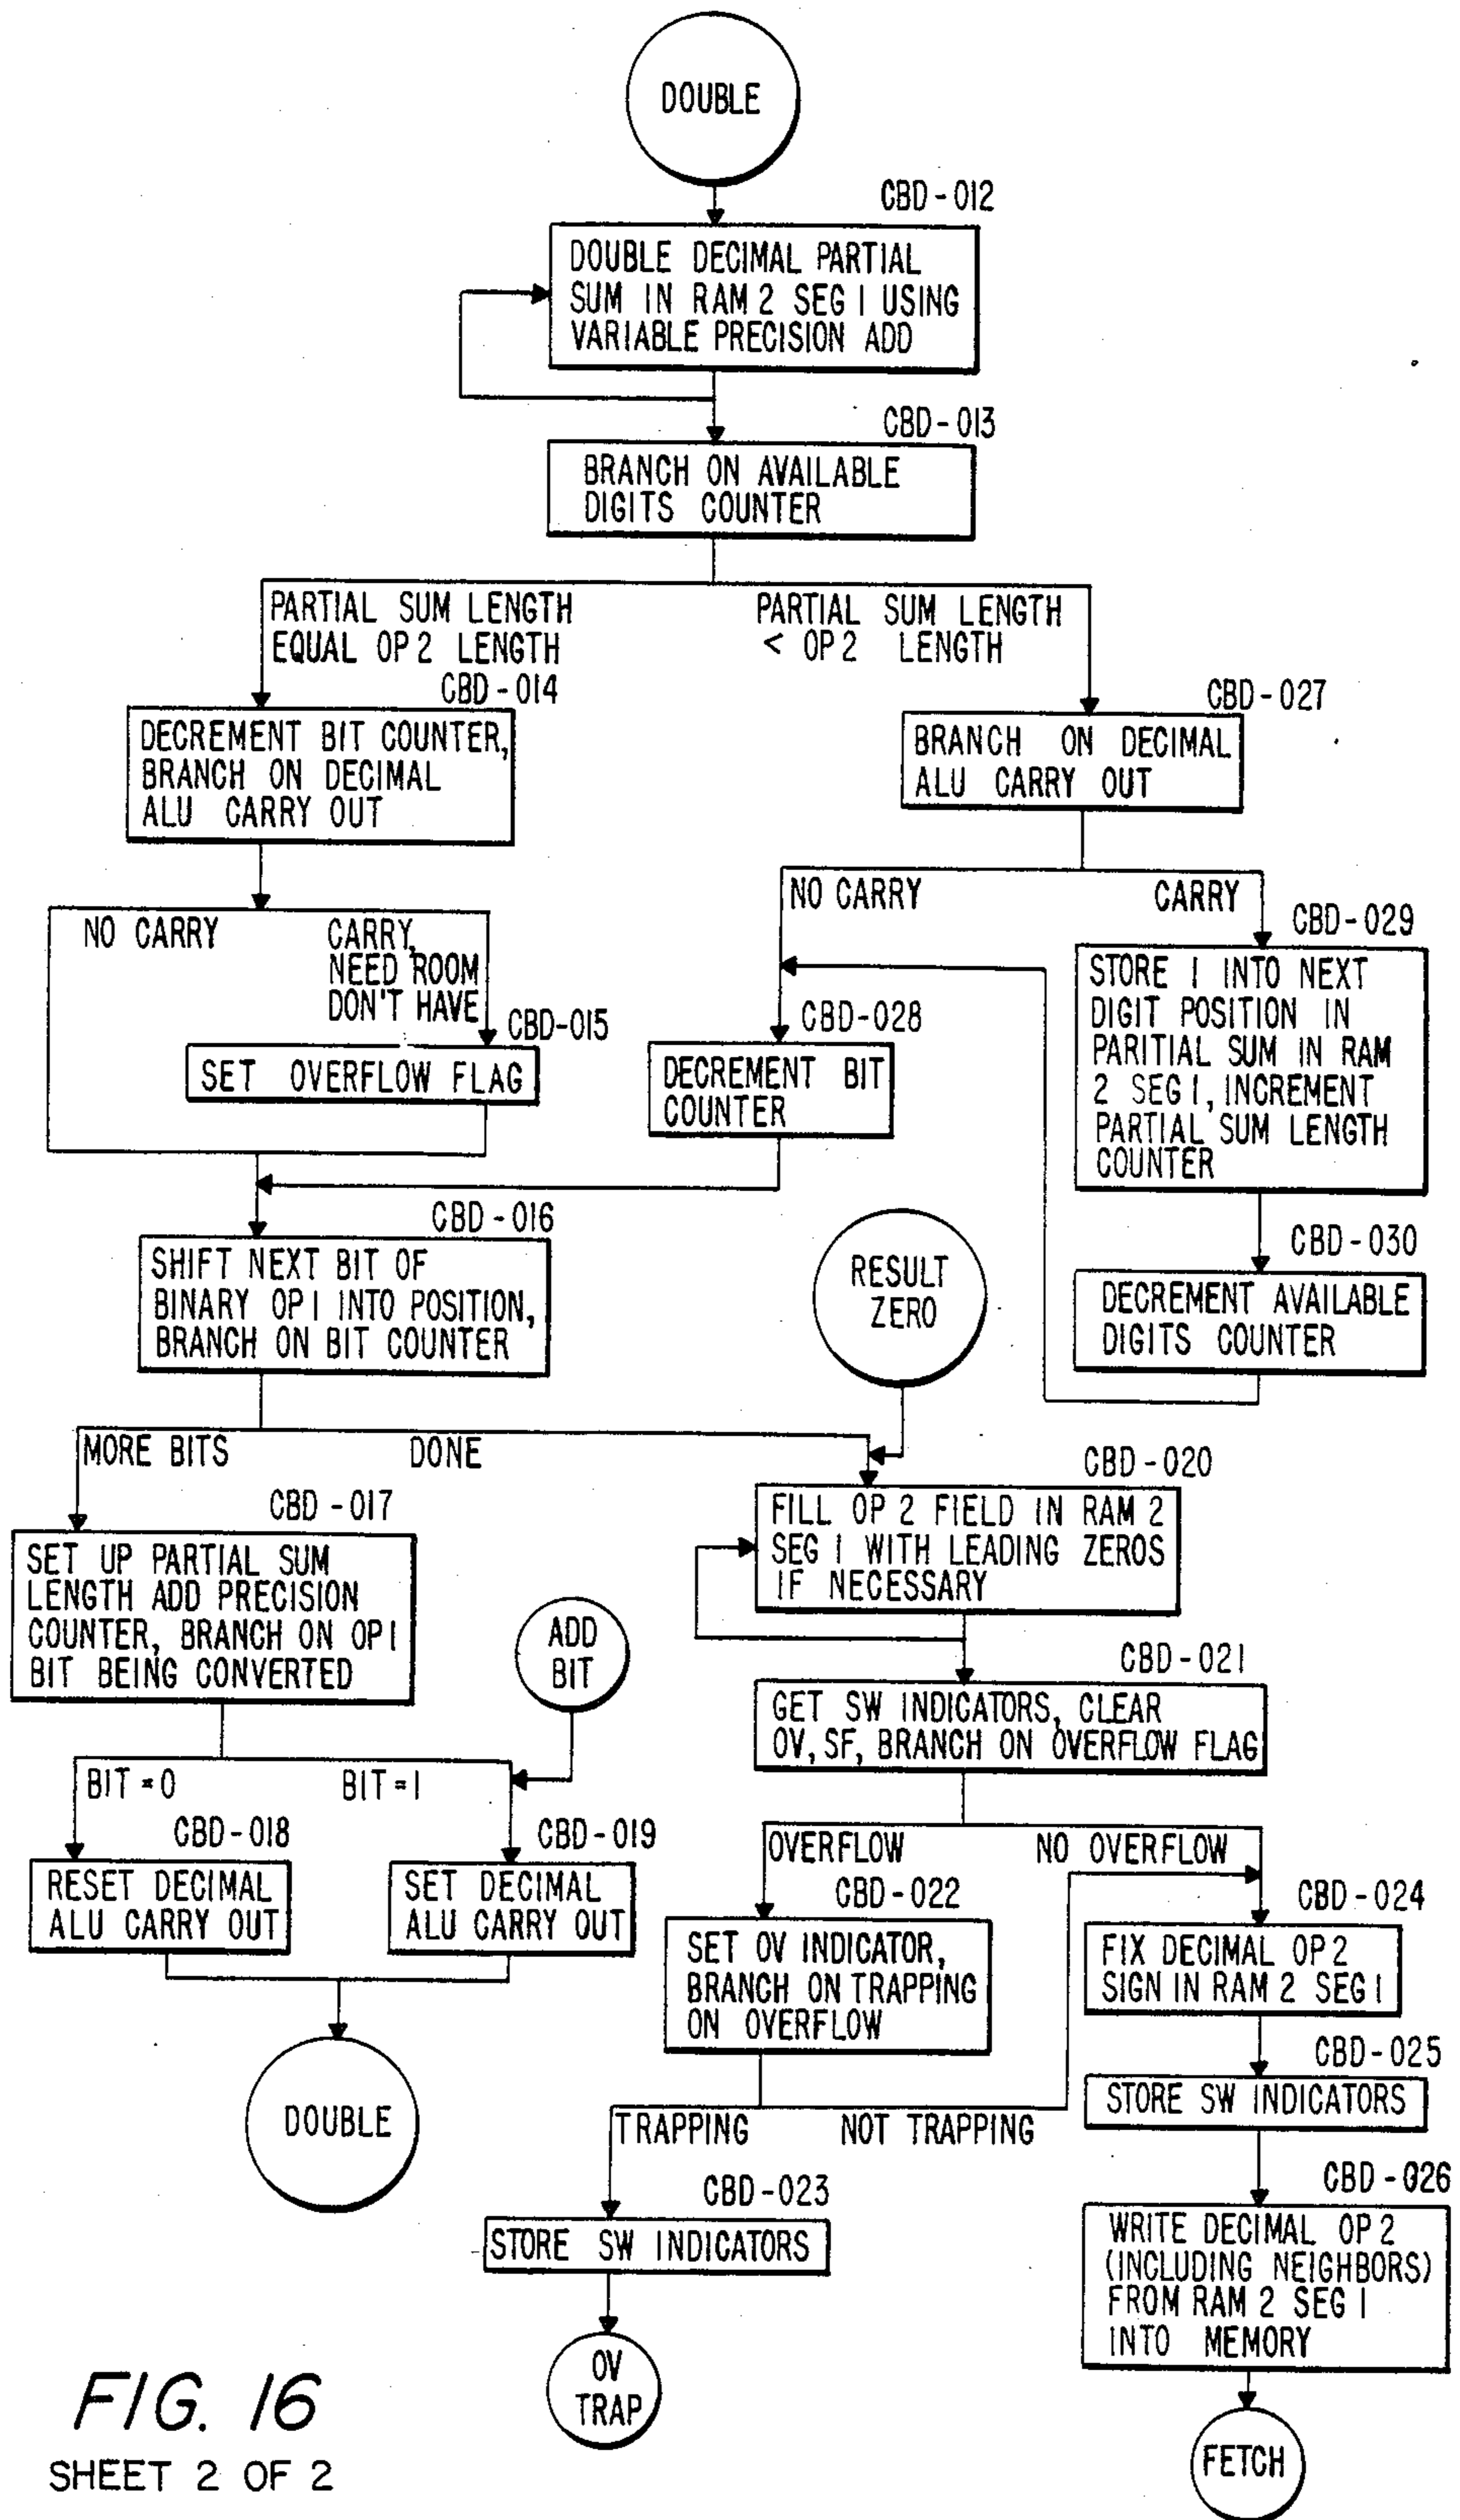 DOUBLE
CBD-012
DOUBLE DECIMAL PARTIAL
SUM IN RAM 2 SEG 1 USING
VARIABLE PRECISION ADD
CBD-013
BRANCH ON AVAILABLE
DIGITS COUNTER
PARTIAL SUM LENGTH
EQUAL OP2 LENGTH
PARTIAL SUM LENGTH
< OP2 LENGTH
CBD-014
DECREMENT BIT COUNTER,
BRANCH ON DECIMAL
ALU CARRY OUT
CBD-027
BRANCH ON DECIMAL
ALU CARRY OUT
NO CARRY
CARRY,
NEED ROOM
DON'T HAVE
NO CARRY
CARRY
CBD-029
STORE 1 INTO NEXT
DIGIT POSITION IN
PARITIAL SUM IN RAM
2 SEG 1, INCREMENT
PARTIAL SUM LENGTH
COUNTER
CBD-015
SET OVERFLOW FLAG
CBD-028
DECREMENT BIT
COUNTER
CBD-030
DECREMENT AVAILABLE
DIGITS COUNTER
CBD-016
SHIFT NEXT BIT OF
BINARY OP1 INTO POSITION,
BRANCH ON BIT COUNTER
RESULT
ZERO
MORE BITS
DONE
CBD-017
SET UP PARTIAL SUM
LENGTH ADD PRECISION
COUNTER, BRANCH ON OP1
BIT BEING CONVERTED
CBD-020
FILL OP 2 FIELD IN RAM 2
SEG 1 WITH LEADING ZEROS
IF NECESSARY
ADD
BIT
CBD-021
GET SW INDICATORS, CLEAR
OV, SF, BRANCH ON OVERFLOW FLAG
BIT=0
BIT=1
CBD-018
RESET DECIMAL
ALU CARRY OUT
CBD-019
SET DECIMAL
ALU CARRY OUT
OVERFLOW
NO OVERFLOW
CBD-022
SET OV INDICATOR,
BRANCH ON TRAPPING
ON OVERFLOW
CBD-024
FIX DECIMAL OP2
SIGN IN RAM 2 SEG 1
DOUBLE
CBD-025
STORE SW INDICATORS
TRAPPING
NOT TRAPPING
CBD-023
STORE SW INDICATORS
CBD-026
WRITE DECIMAL OP2
(INCLUDING NEIGHBORS)
FROM RAM 2 SEG 1
INTO MEMORY
OV
TRAP
FETCH
FIG. 16
SHEET 2 OF 2